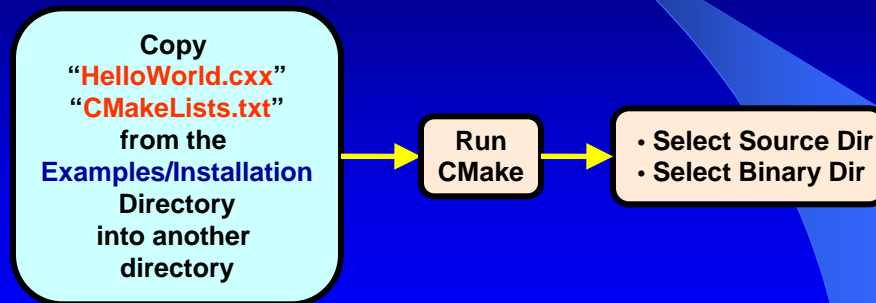 Copy
“HelloWorld.cxx”
“CMakeLists.txt”
from the
Examples/Installation
Directory
into another
directory
Run
CMake
• Select Source Dir
• Select Binary Dir